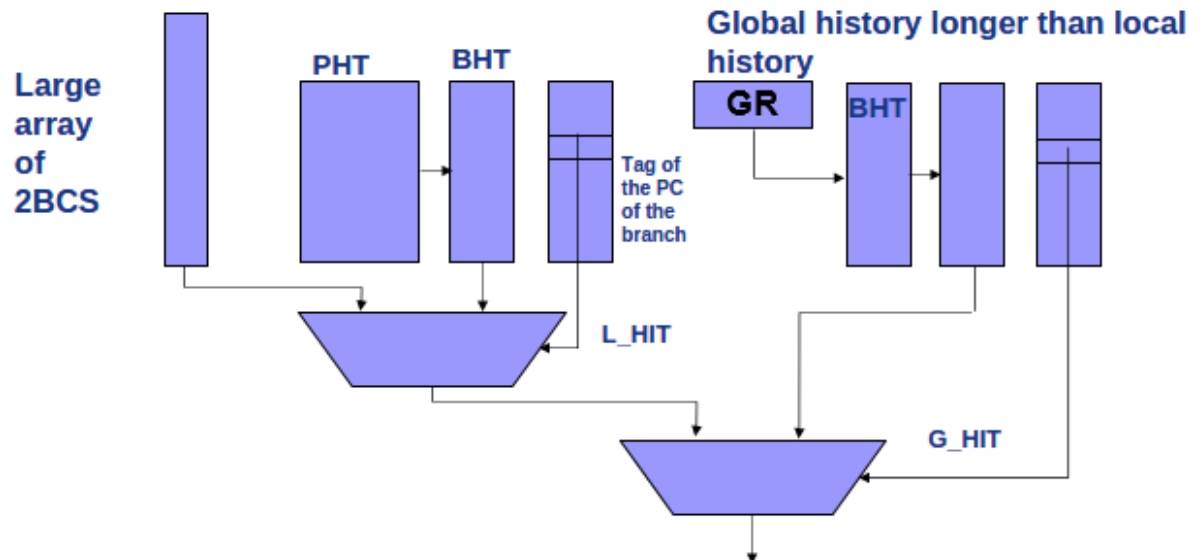 Global history longer than local
history
Large
array
of
2BCS
PHT
BHT
GR
BHT
Tag of
the PC
of the
branch
L_HIT
G_HIT